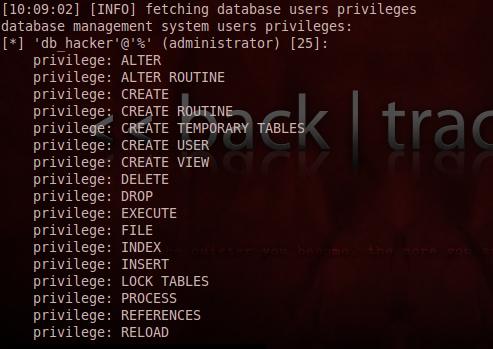 [10:09:02] [INFO] fetching database users privileges
database management system users privileges:
[*] 'db_hacker'@'%' (administrator) [25]:
privilege: ALTER
privilege: ALTER ROUTINE
privilege: CREATE
privilege: CREATE ROUTINE
privilege: CREATE TEMPORARY TABLES
privilege: CREATE USER
privilege: CREATE VIEW
privilege: DELETE
privilege: DROP
privilege: EXECUTE
privilege: FILE
privilege: INDEX
privilege: INSERT
privilege: LOCK TABLES
privilege: PROCESS
privilege: REFERENCES
privilege: RELOAD
<< back | trac
quieter you become, the more you